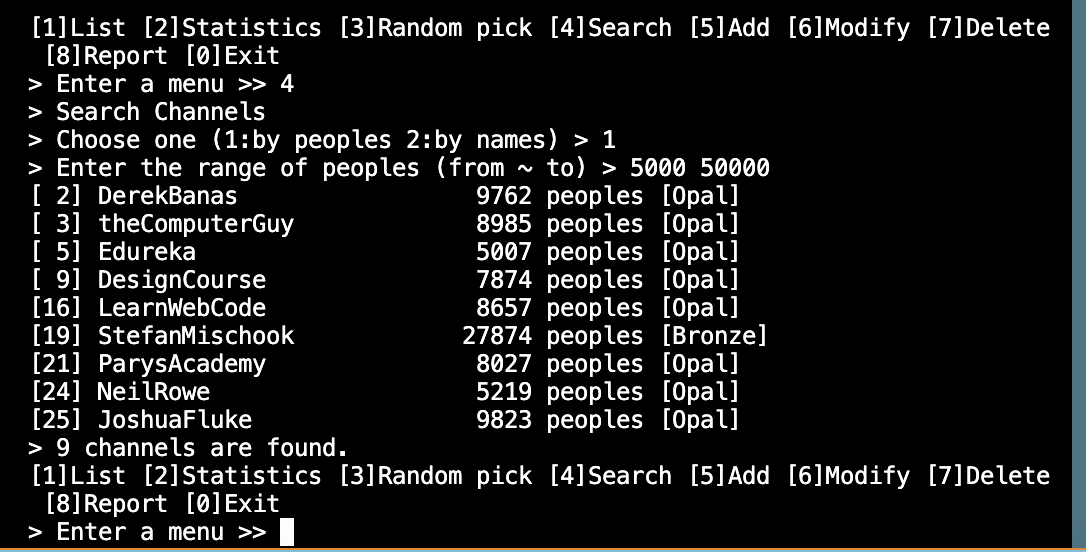 [1]List [2]Statistics [3]Random pick [4]Search [5]Add [6]Modify [7]Delete
[8]Report [0]Exit
> Enter a menu >> 4
> Search Channels
> Choose one (1:by peoples 2:by names) > 1
> Enter the range of peoples (from ~ to) > 5000 50000
[ 2] DerekBanas 9762 peoples [Opal]
[ 3] theComputerGuy 8985 peoples [Opal]
[ 5] Edureka 5007 peoples [Opal]
[ 9] DesignCourse 7874 peoples [Opal]
[16] LearnWebCode 8657 peoples [Opal]
[19] StefanMischook 27874 peoples [Bronze]
[21] ParysAcademy 8027 peoples [Opal]
[24] NeilRowe 5219 peoples [Opal]
[25] JoshuaFluke 9823 peoples [Opal]
> 9 channels are found.
[1]List [2]Statistics [3]Random pick [4]Search [5]Add [6]Modify [7]Delete
[8]Report [0]Exit
> Enter a menu >>